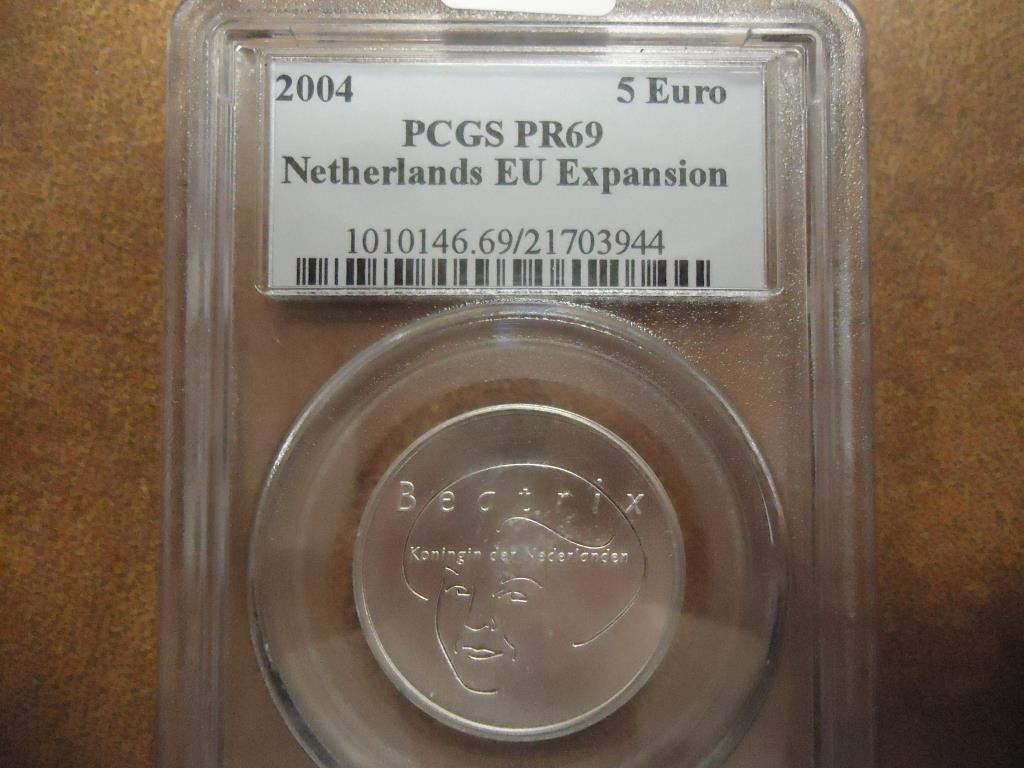 2004 5 Euro
PCGS PR69
Netherlands EU Expansion
1010146.69/21703944
Beatrix
Koningin der Nederlanden